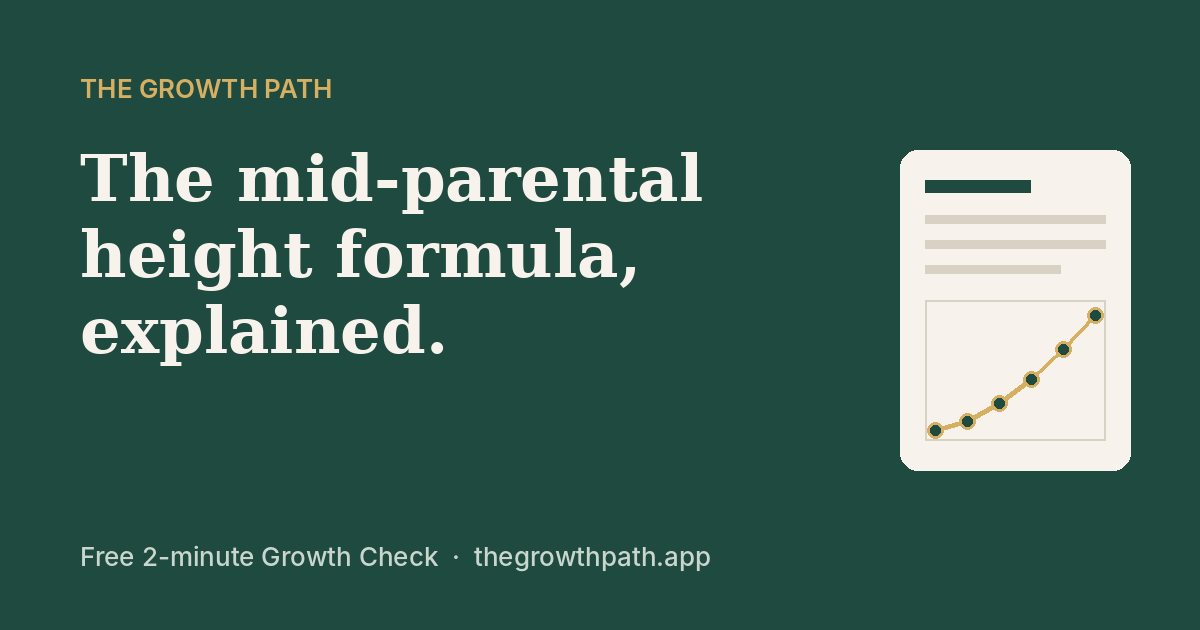 THE GROWTH PATH
The mid-parental
height formula,
explained.
Free 2-minute Growth Check · thegrowthpath.app